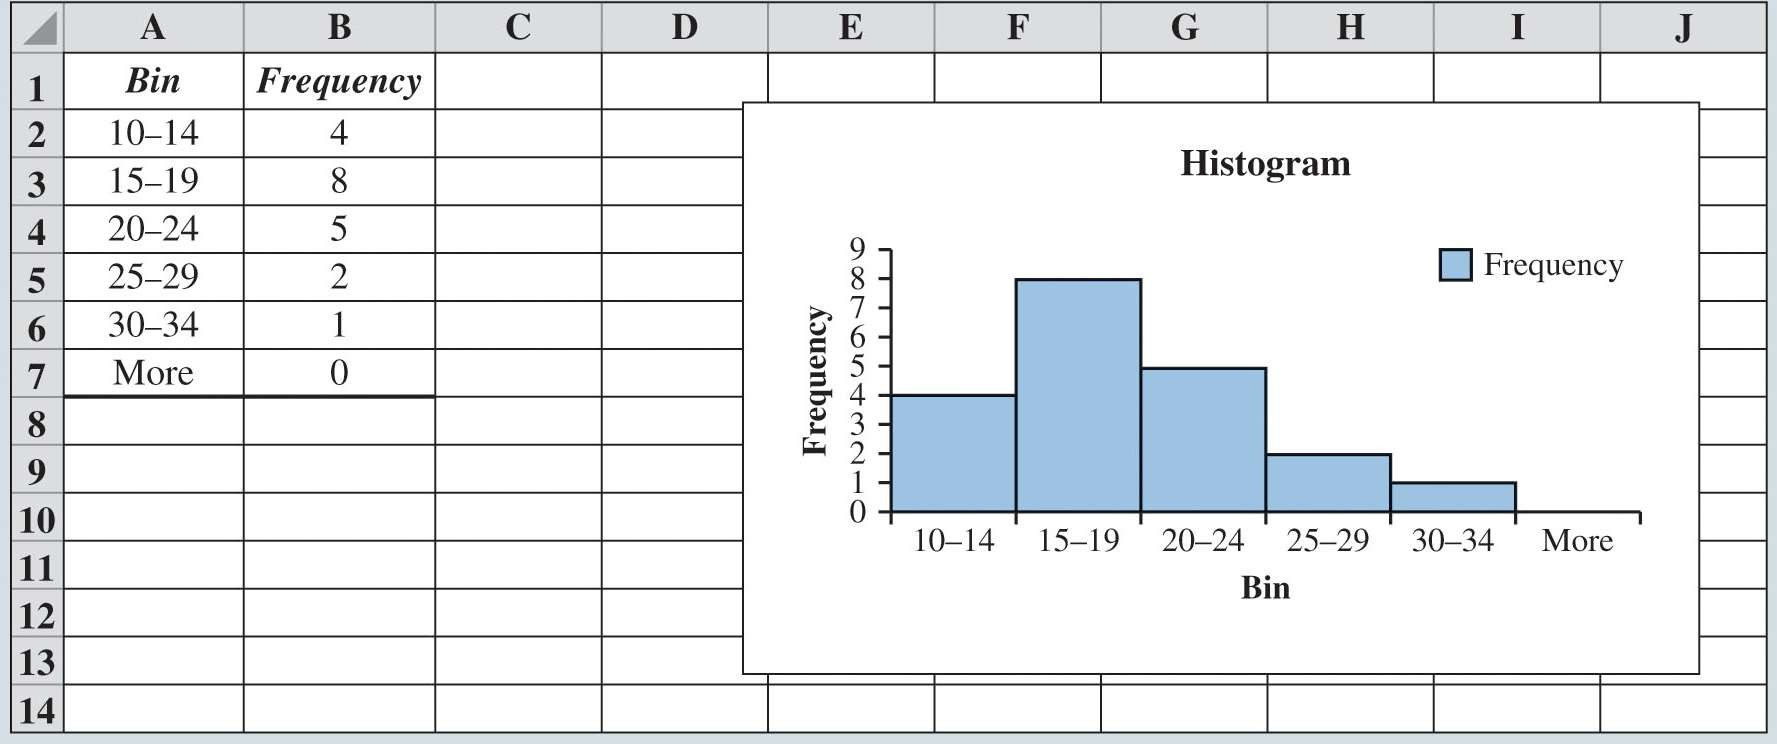 A B C D E F G H I J
1 Bin Frequency
2 10–14 4
3 15–19 8
4 20–24 5
5 25–29 2
6 30–34 1
7 More 0
8
9
10
11
12
13
14
Histogram
Frequency
9
8
7
6
5
4
3
2
1
0
Frequency
10–14 15–19 20–24 25–29 30–34 More
Bin